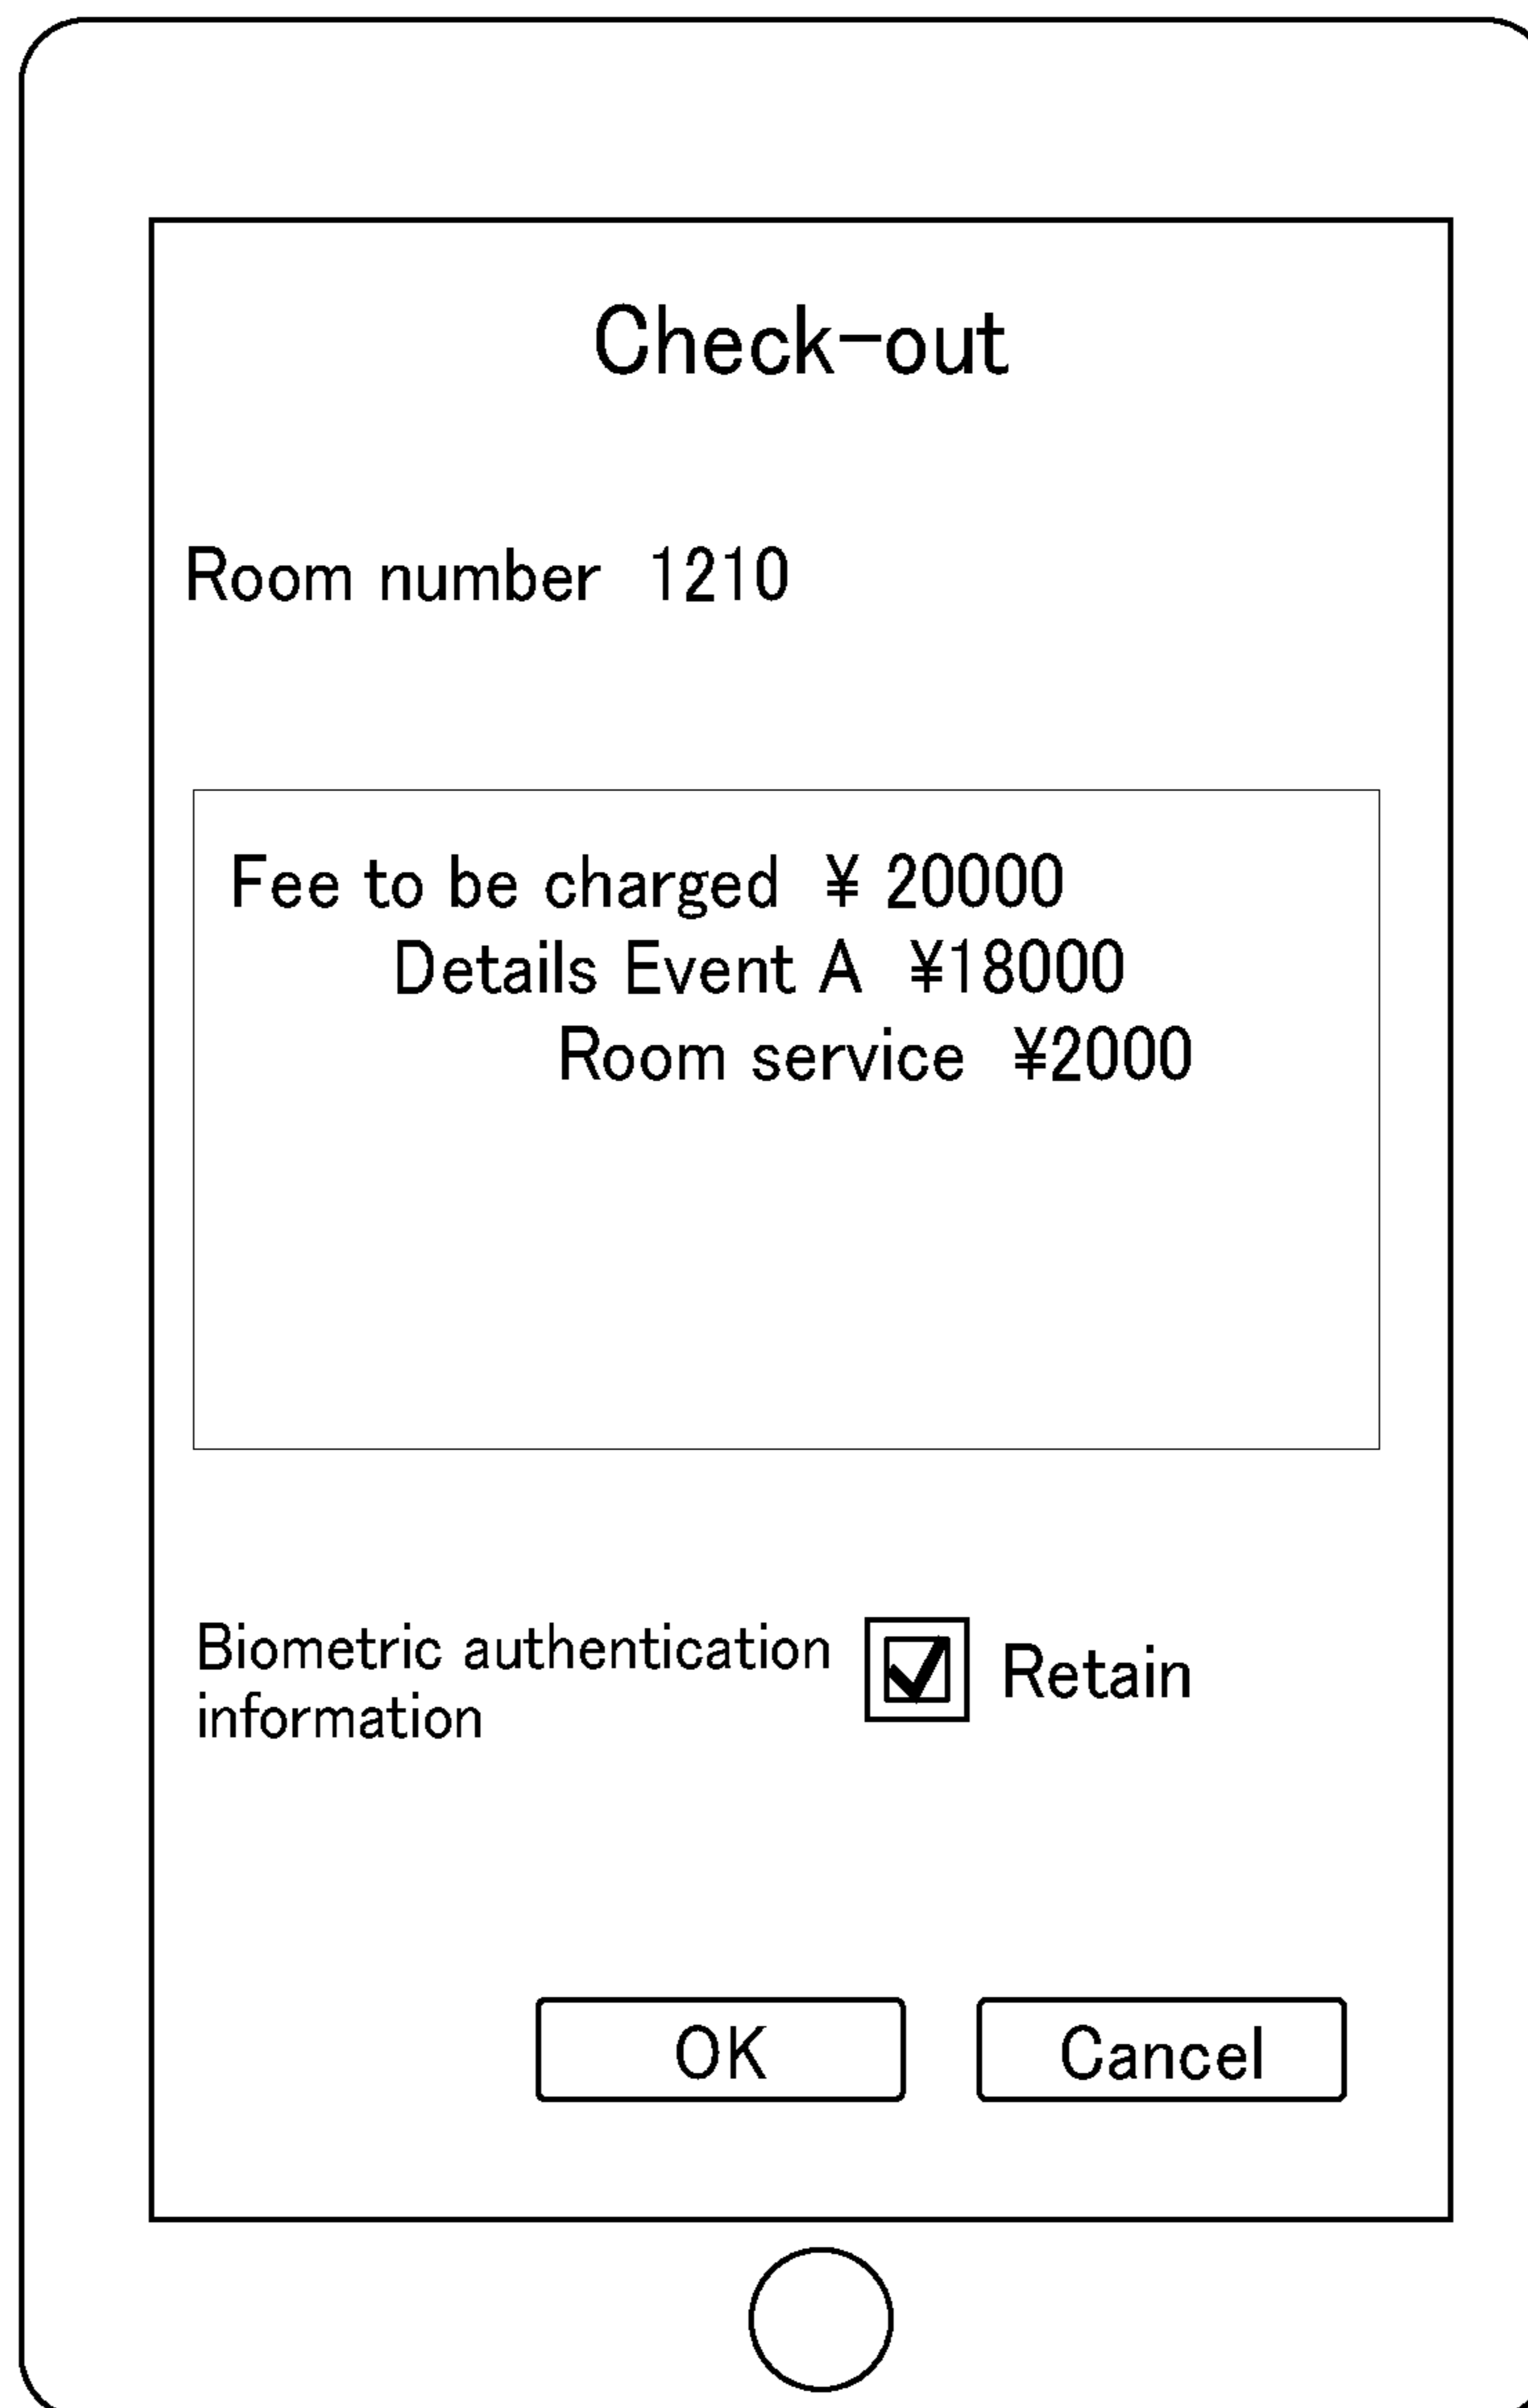 Check-out
Room number 1210
Fee to be charged ¥ 20000
Details Event A ¥18000
Room service ¥2000
Biometric authentication
information
Retain
OK
Cancel